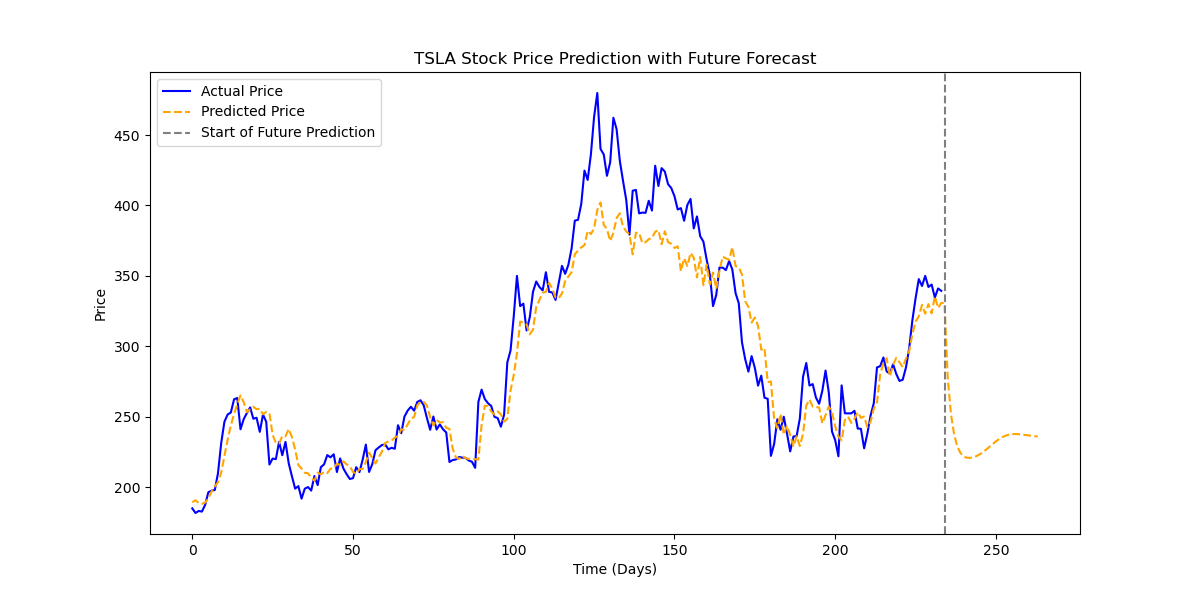 TSLA Stock Price Prediction with Future Forecast
Actual Price
Predicted Price
Start of Future Prediction
450
400
350
300
250
200
Price
0 50 100 150 200 250
Time (Days)